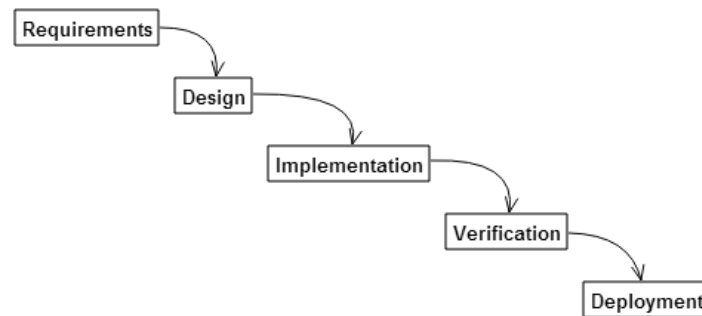 Requirements
Design
Implementation
Verification
Deployment